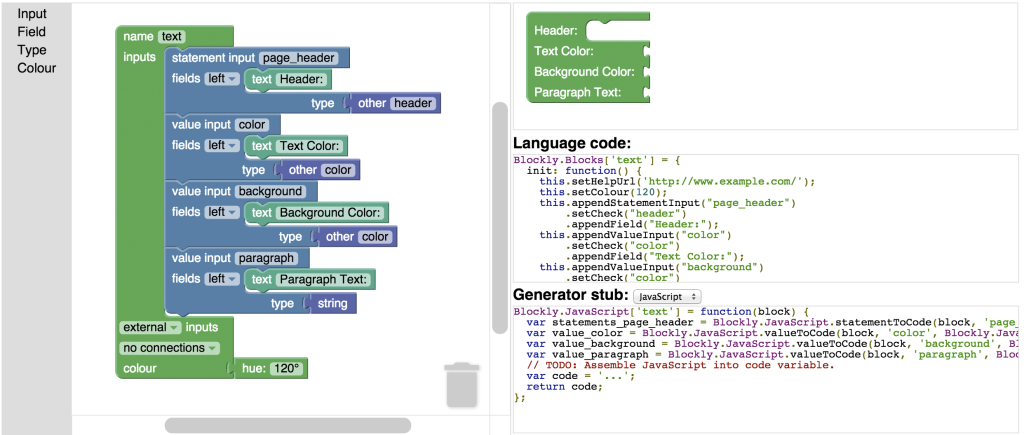 Input
Field
Type
Colour
name text
inputs statement input page_header
fields left text Header:
type other header
value input color
fields left text Text Color:
type other color
value input background
fields left text Background Color:
type other color
value input paragraph
fields left text Paragraph Text:
type string
external inputs
no connections
colour hue: 120°
Header:
Text Color:
Background Color:
Paragraph Text:
Language code:
Blockly.Blocks['text'] = {
init: function() {
this.setHelpUrl('http://www.example.com/');
this.setColour(120);
this.appendStatementInput("page_header")
.setCheck("header")
.appendField("Header:");
this.appendValueInput("color")
.setCheck("color")
.appendField("Text Color:");
this.appendValueInput("background")
.setCheck("color")
Generator stub: JavaScript
Blockly.JavaScript['text'] = function(block) {
var statements_page_header = Blockly.JavaScript.statementToCode(block, 'page_
var value_color = Blockly.JavaScript.valueToCode(block, 'color', Blockly.Java
var value_background = Blockly.JavaScript.valueToCode(block, 'background', Bl
var value_paragraph = Blockly.JavaScript.valueToCode(block, 'paragraph', Bloc
// TODO: Assemble JavaScript into code variable.
var code = '...';
return code;
};